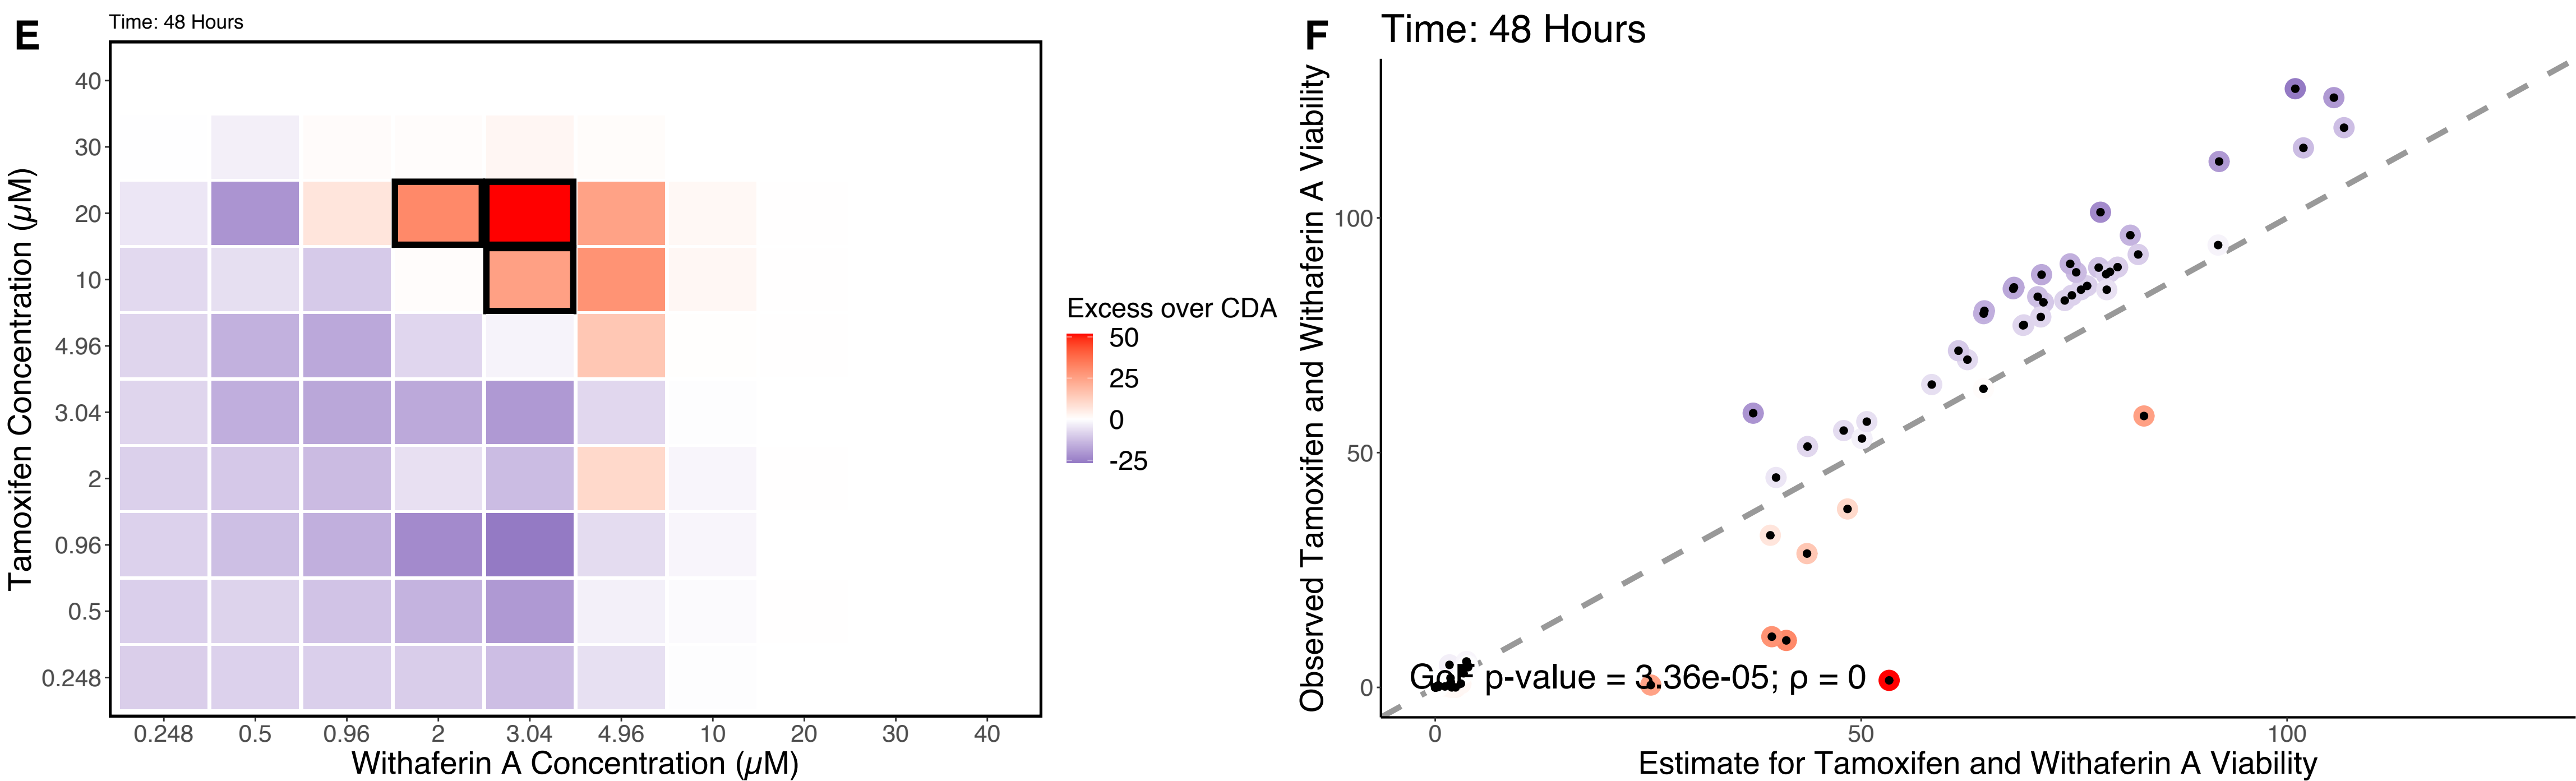 E
Time: 48 Hours
Tamoxifen Concentration (µM)
40
30
20
10
4.96
3.04
2
0.96
0.5
0.248
0.248 0.5 0.96 2 3.04 4.96 10 20 30 40
Withaferin A Concentration (µM)
Excess over CDA
50
25
0
-25
F
Time: 48 Hours
Observed Tamoxifen and Withaferin A Viability
100
50
0
GoF p-value = 3.36e-05; ρ = 0
0 50 100
Estimate for Tamoxifen and Withaferin A Viability